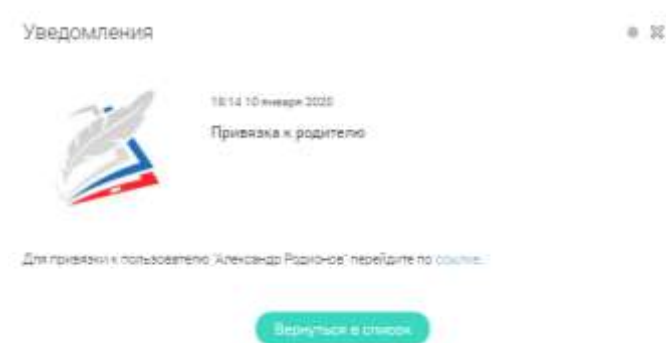 Уведомления
18:14 10 января 2020
Привязка к родителю
Для привязки к пользователю "Александр Родионов" перейдите по ссылке.
Вернуться в список